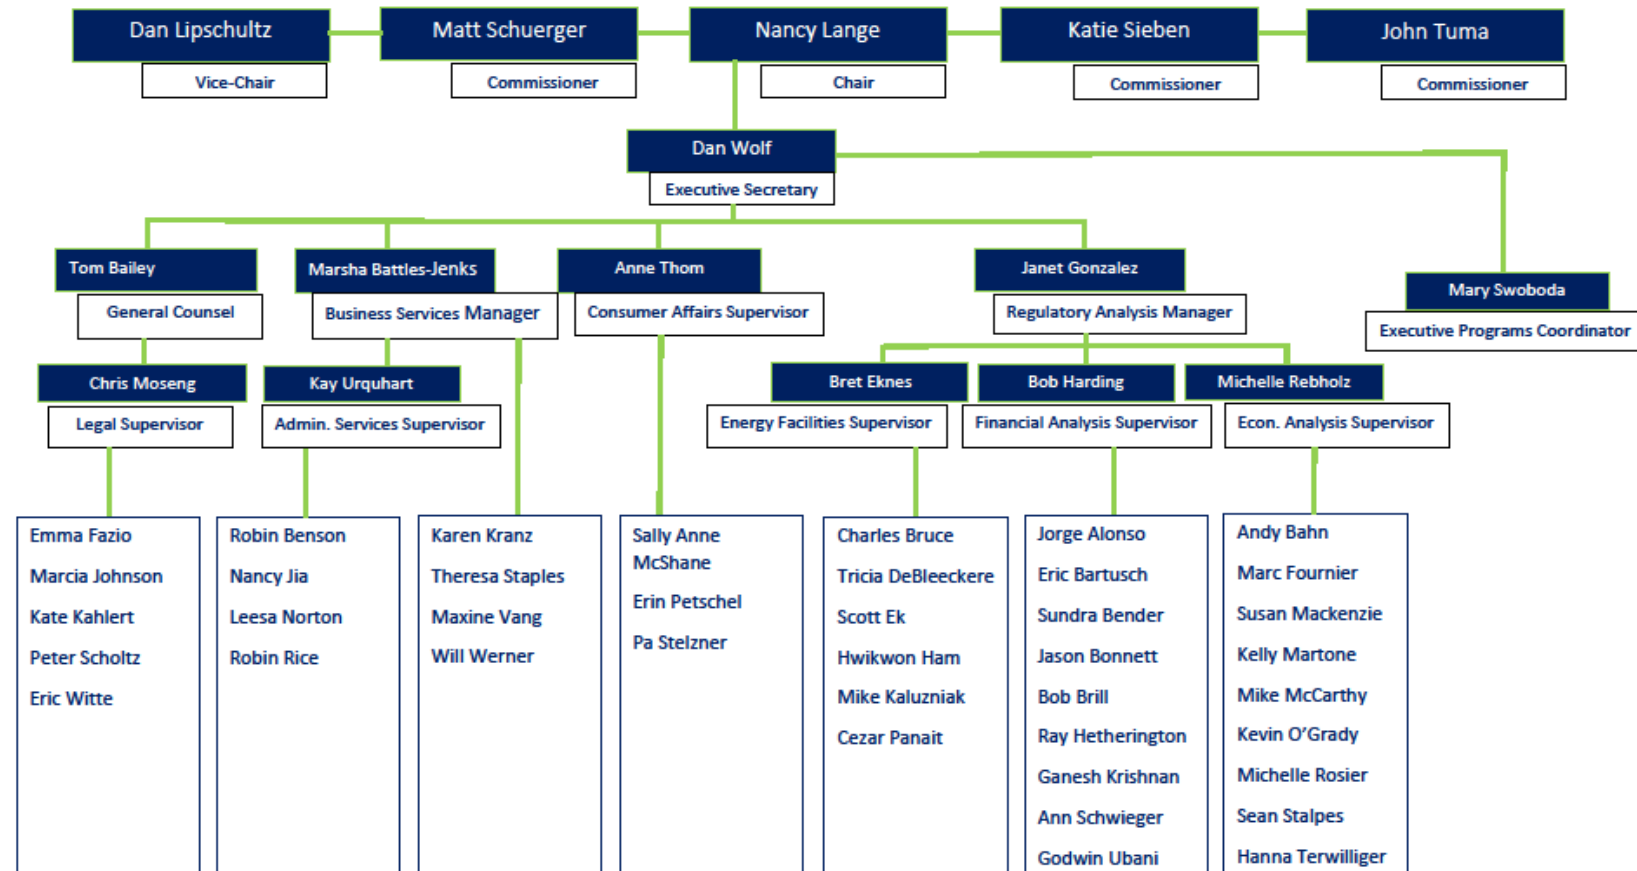 Dan Lipschultz
Vice-Chair
Matt Schuerger
Commissioner
Nancy Lange
Chair
Katie Sieben
Commissioner
John Tuma
Commissioner
Dan Wolf
Executive Secretary
Tom Bailey
General Counsel
Marsha Battles-Jenks
Business Services Manager
Anne Thom
Consumer Affairs Supervisor
Janet Gonzalez
Regulatory Analysis Manager
Mary Swoboda
Executive Programs Coordinator
Chris Moseng
Legal Supervisor
Kay Urquhart
Admin. Services Supervisor
Bret Eknes
Energy Facilities Supervisor
Bob Harding
Financial Analysis Supervisor
Michelle Rebholz
Econ. Analysis Supervisor
Emma Fazio
Marcia Johnson
Kate Kahlert
Peter Scholtz
Eric Witte
Robin Benson
Nancy Jia
Leesa Norton
Robin Rice
Karen Kranz
Theresa Staples
Maxine Vang
Will Werner
Sally Anne
McShane
Erin Petschel
Pa Stelzner
Charles Bruce
Tricia DeBleeckere
Scott Ek
Hwikwon Ham
Mike Kaluzniak
Cezar Panait
Jorge Alonso
Eric Bartusch
Sundra Bender
Jason Bonnett
Bob Brill
Ray Hetherington
Ganesh Krishnan
Ann Schwieger
Godwin Ubani
Andy Bahn
Marc Fournier
Susan Mackenzie
Kelly Martone
Mike McCarthy
Kevin O'Grady
Michelle Rosier
Sean Stalpes
Hanna Terwilliger